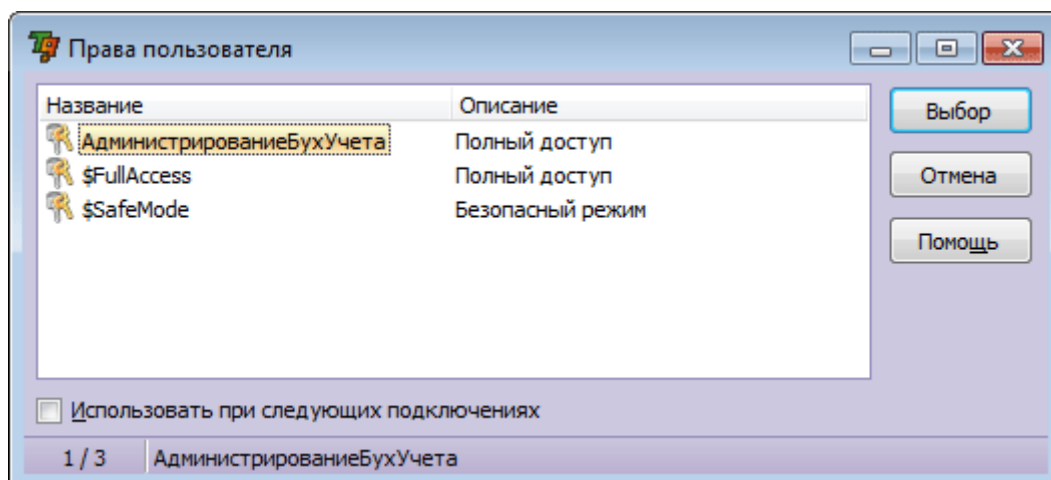 Tg Права пользователя
Название Описание
АдминистрированиеБухУчета Полный доступ
$FullAccess Полный доступ
$SafeMode Безопасный режим
Выбор
Отмена
Помощь
Использовать при следующих подключениях
1 / 3 АдминистрированиеБухУчета